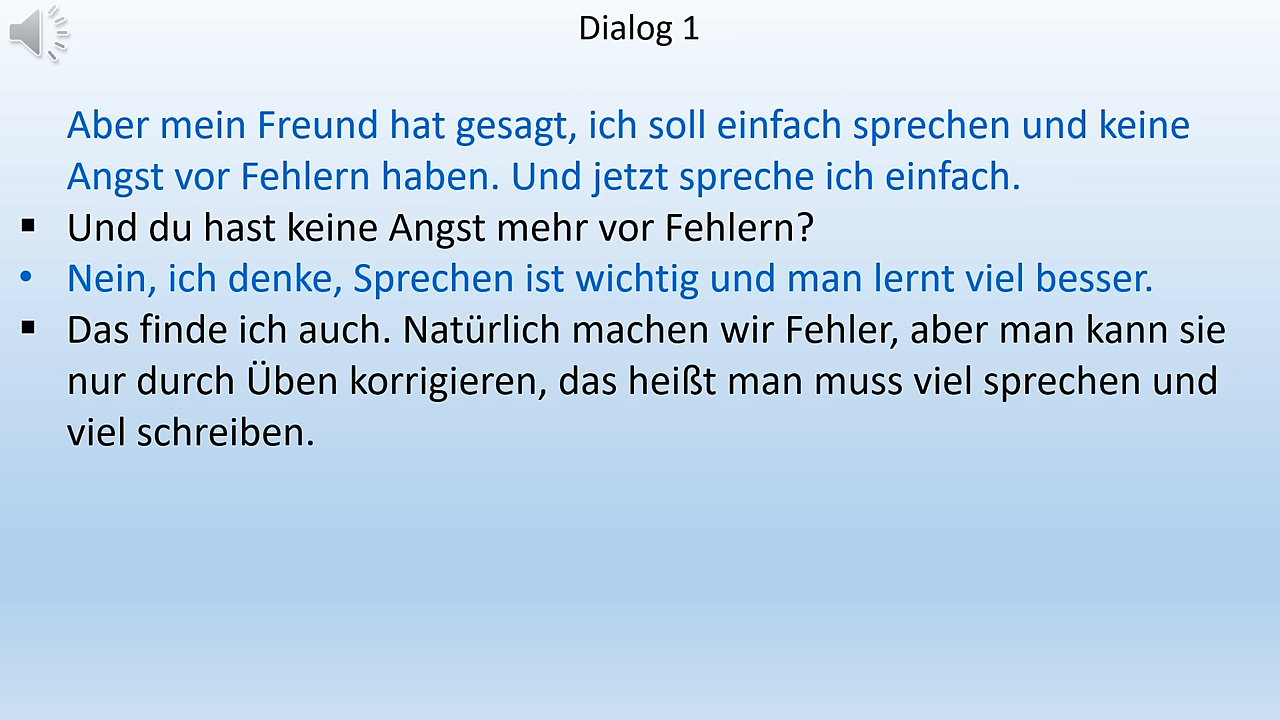 Dialog 1
Aber mein Freund hat gesagt, ich soll einfach sprechen und keine
Angst vor Fehlern haben. Und jetzt spreche ich einfach.
▪ Und du hast keine Angst mehr vor Fehlern?
• Nein, ich denke, Sprechen ist wichtig und man lernt viel besser.
▪ Das finde ich auch. Natürlich machen wir Fehler, aber man kann sie
nur durch Üben korrigieren, das heißt man muss viel sprechen und
viel schreiben.